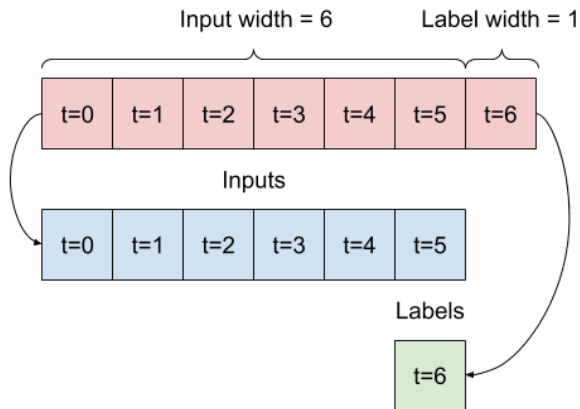 Input width = 6 Label width = 1
t=0 t=1 t=2 t=3 t=4 t=5 t=6
Inputs
t=0 t=1 t=2 t=3 t=4 t=5
Labels
t=6